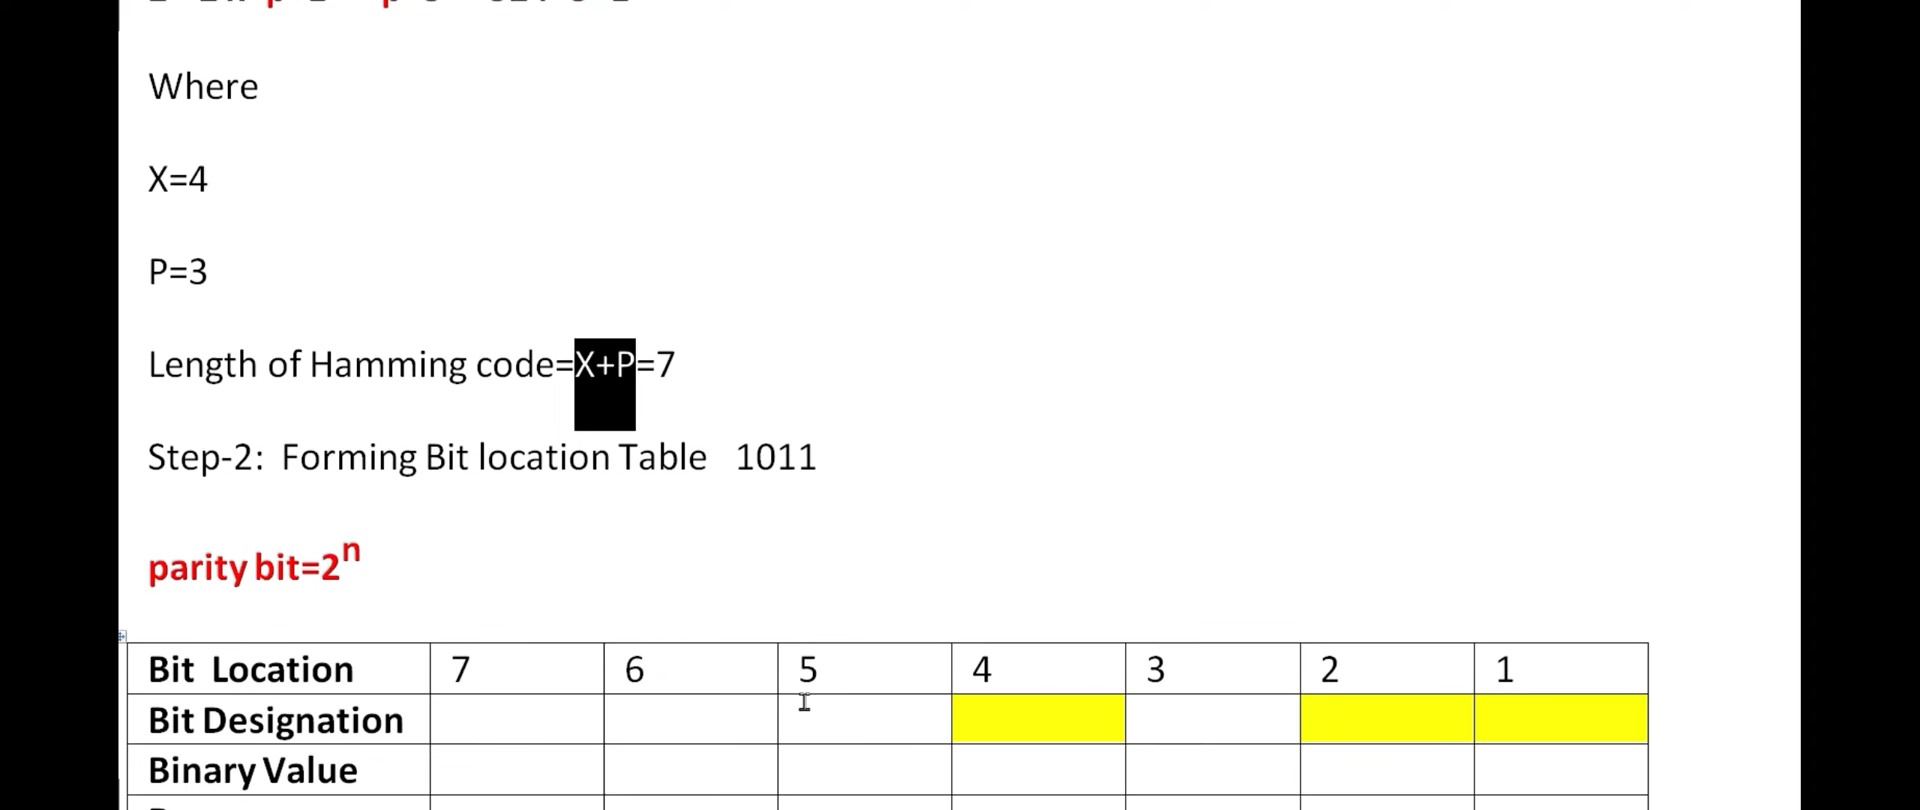 Where
X=4
P=3
Length of Hamming code=X+P=7
Step-2: Forming Bit location Table 1011
parity bit=2ⁿ
Bit Location 7 6 5 4 3 2 1
Bit Designation
Binary Value